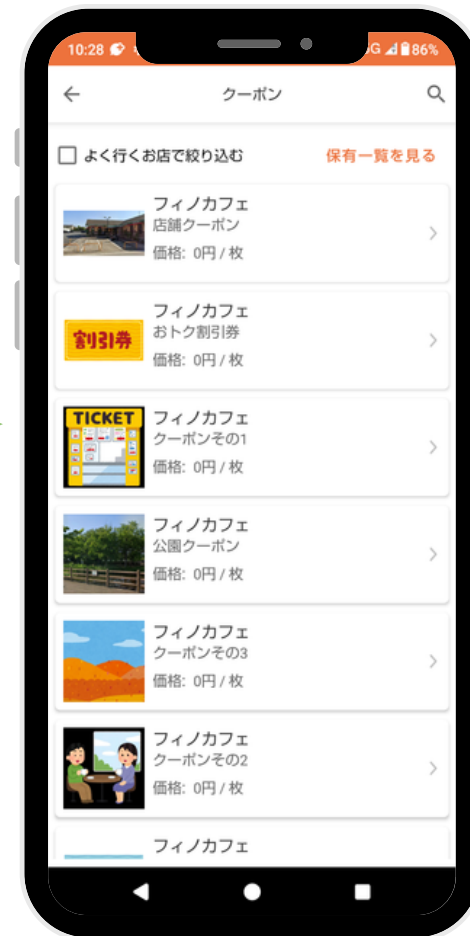 10:28
G 86%
クーポン
よく行くお店で絞り込む
保有一覧を見る
フィノカフェ
店舗クーポン
価格: 0円 / 枚
割引券
フィノカフェ
おトク割引券
価格: 0円 / 枚
TICKET
フィノカフェ
クーポンその1
価格: 0円 / 枚
フィノカフェ
公園クーポン
価格: 0円 / 枚
フィノカフェ
クーポンその3
価格: 0円 / 枚
フィノカフェ
クーポンその2
価格: 0円 / 枚
フィノカフェ